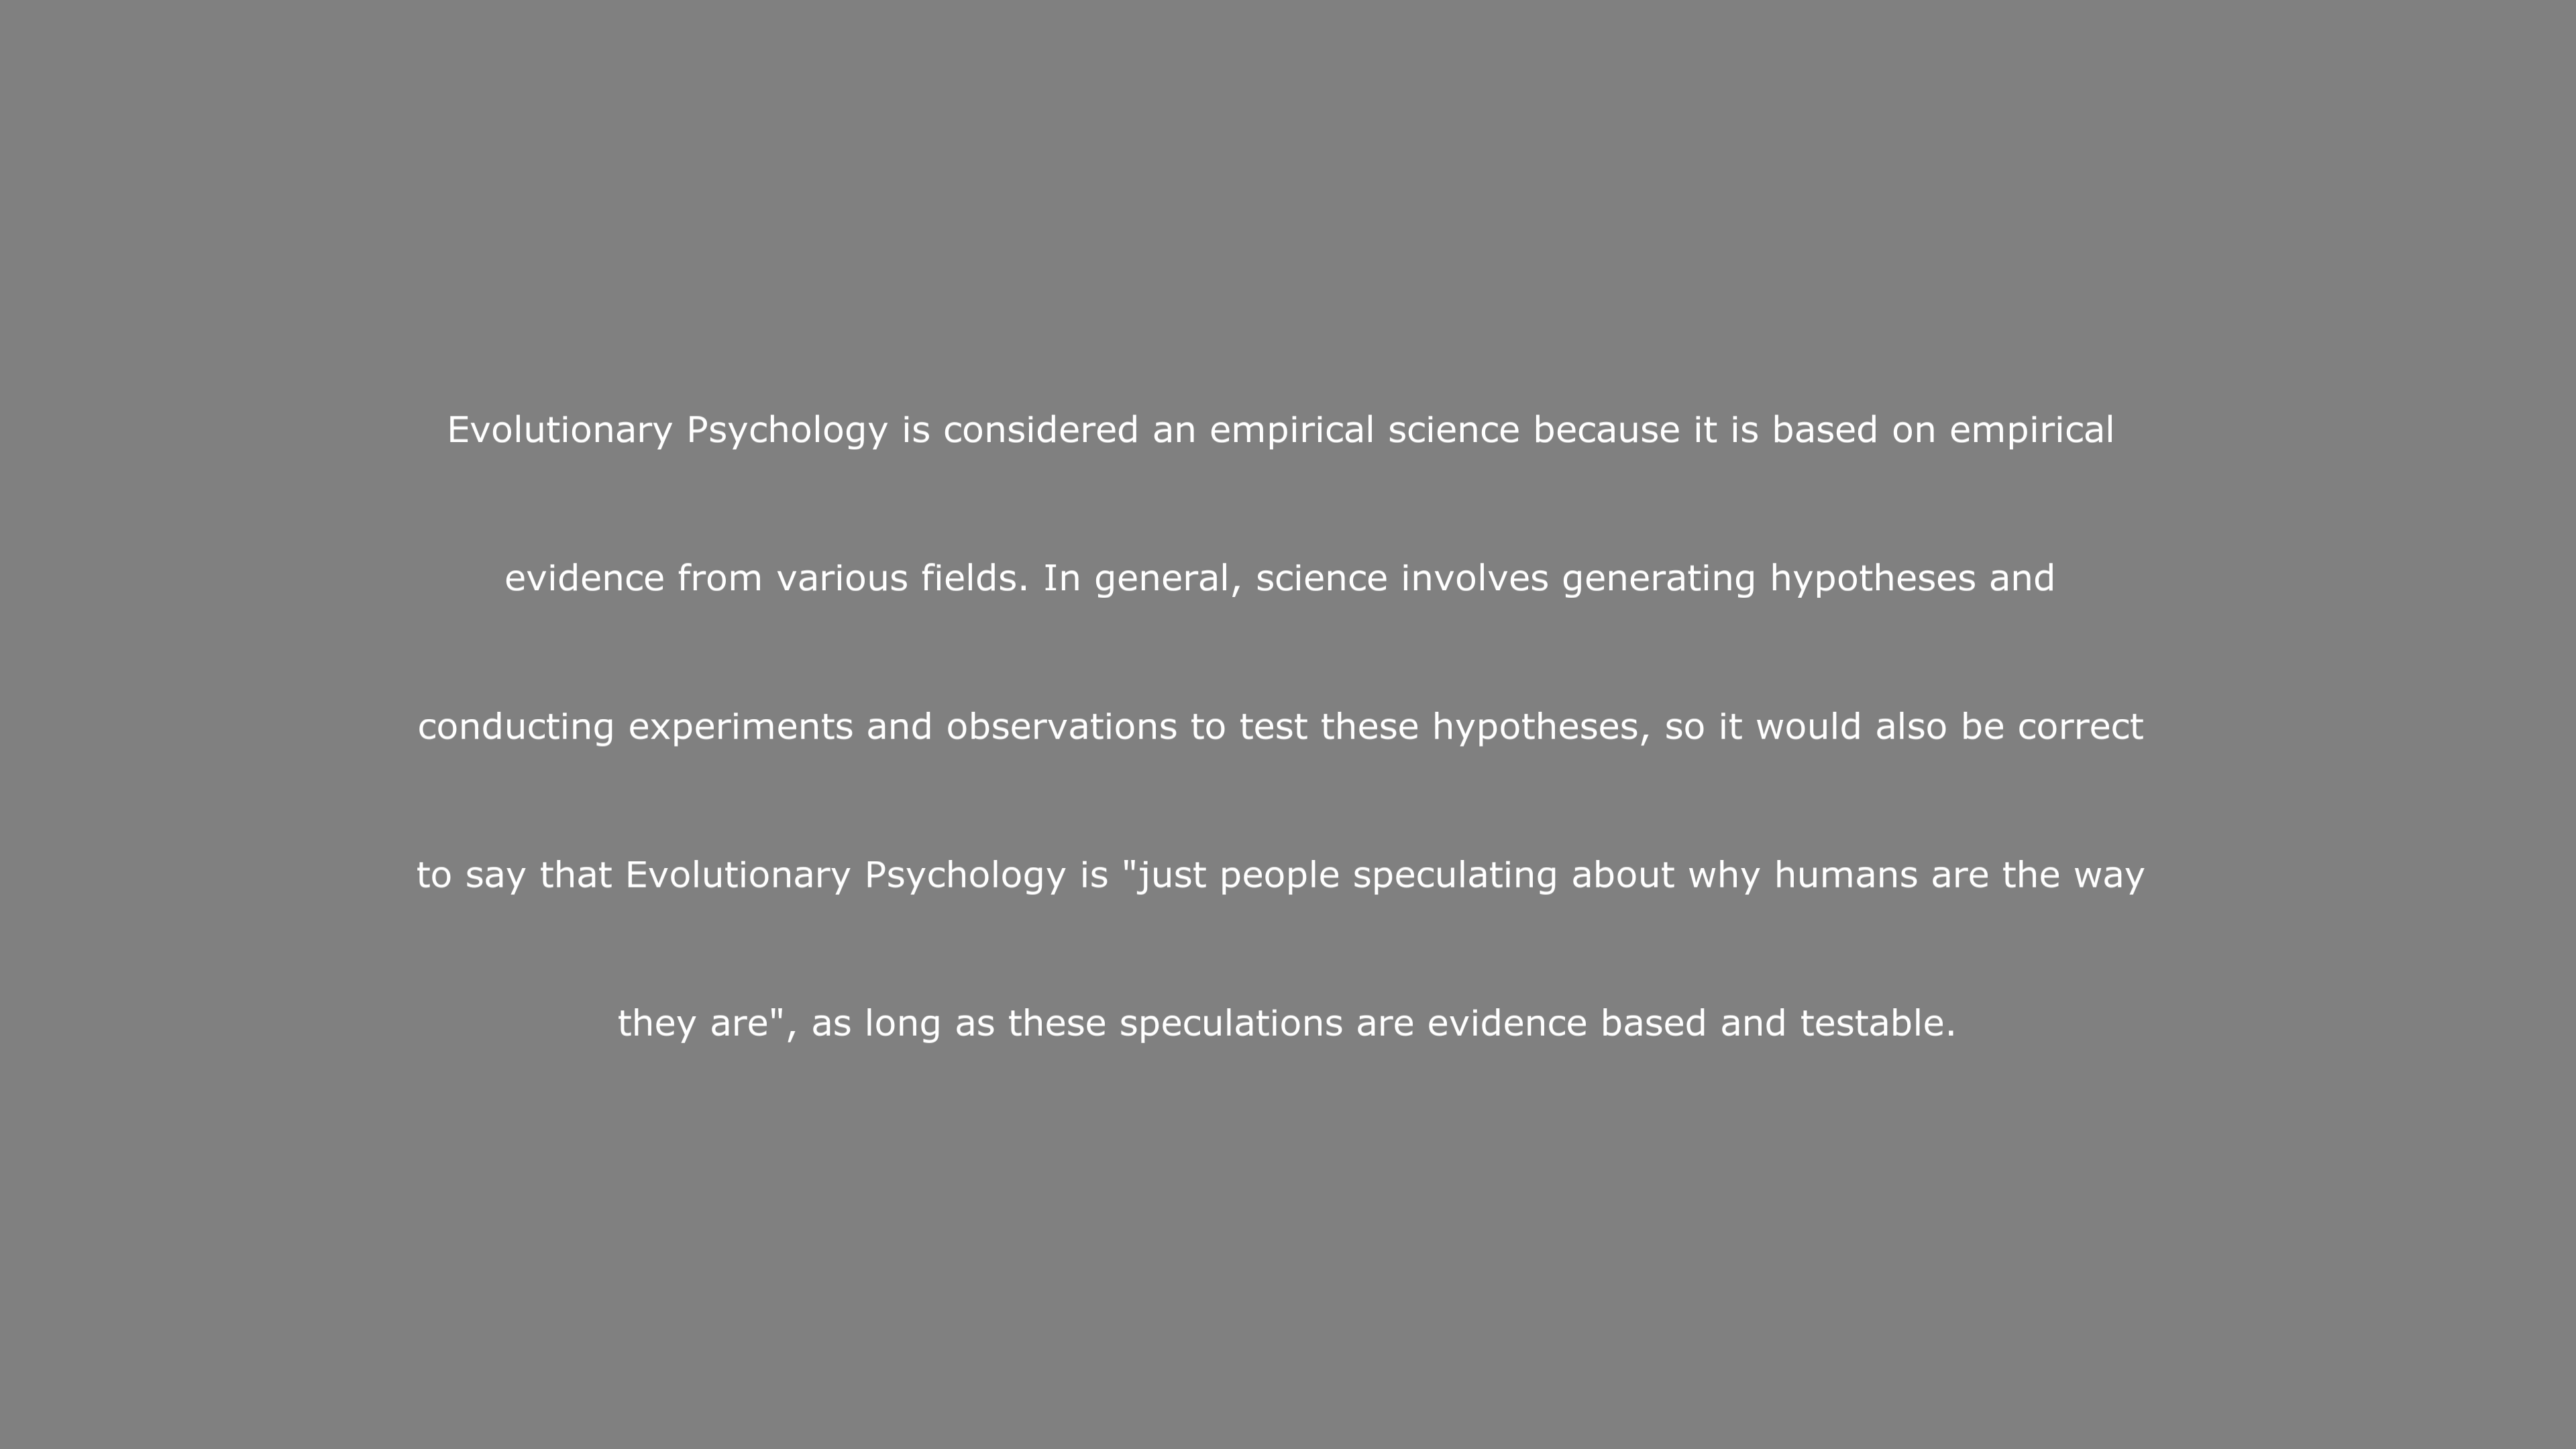 Evolutionary Psychology is considered an empirical science because it is based on empirical
evidence from various fields. In general, science involves generating hypotheses and
conducting experiments and observations to test these hypotheses, so it would also be correct
to say that Evolutionary Psychology is "just people speculating about why humans are the way
they are", as long as these speculations are evidence based and testable.